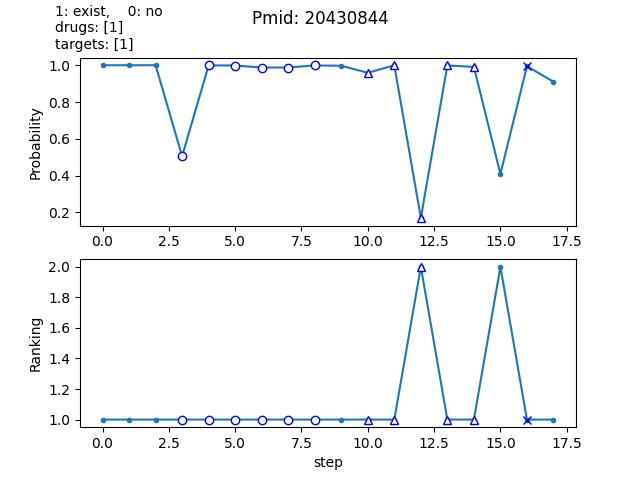 1: exist,    0: no
drugs: [1]
targets: [1]
Pmid: 20430844
Probability
1.0
0.8
0.6
0.4
0.2
0.0 2.5 5.0 7.5 10.0 12.5 15.0 17.5
Ranking
2.0
1.8
1.6
1.4
1.2
1.0
0.0 2.5 5.0 7.5 10.0 12.5 15.0 17.5
step